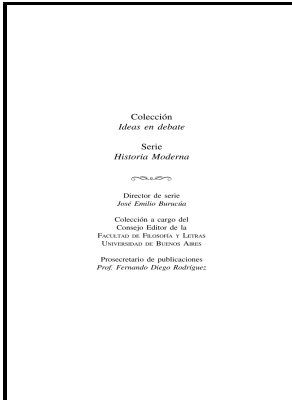 Colección
Ideas en debate
Serie
Historia Moderna
Director de serie
José Emilio Burucúa
Colección a cargo del
Consejo Editor de la
FACULTAD DE FILOSOFÍA Y LETRAS
UNIVERSIDAD DE BUENOS AIRES
Prosecretario de publicaciones
Prof. Fernando Diego Rodríguez